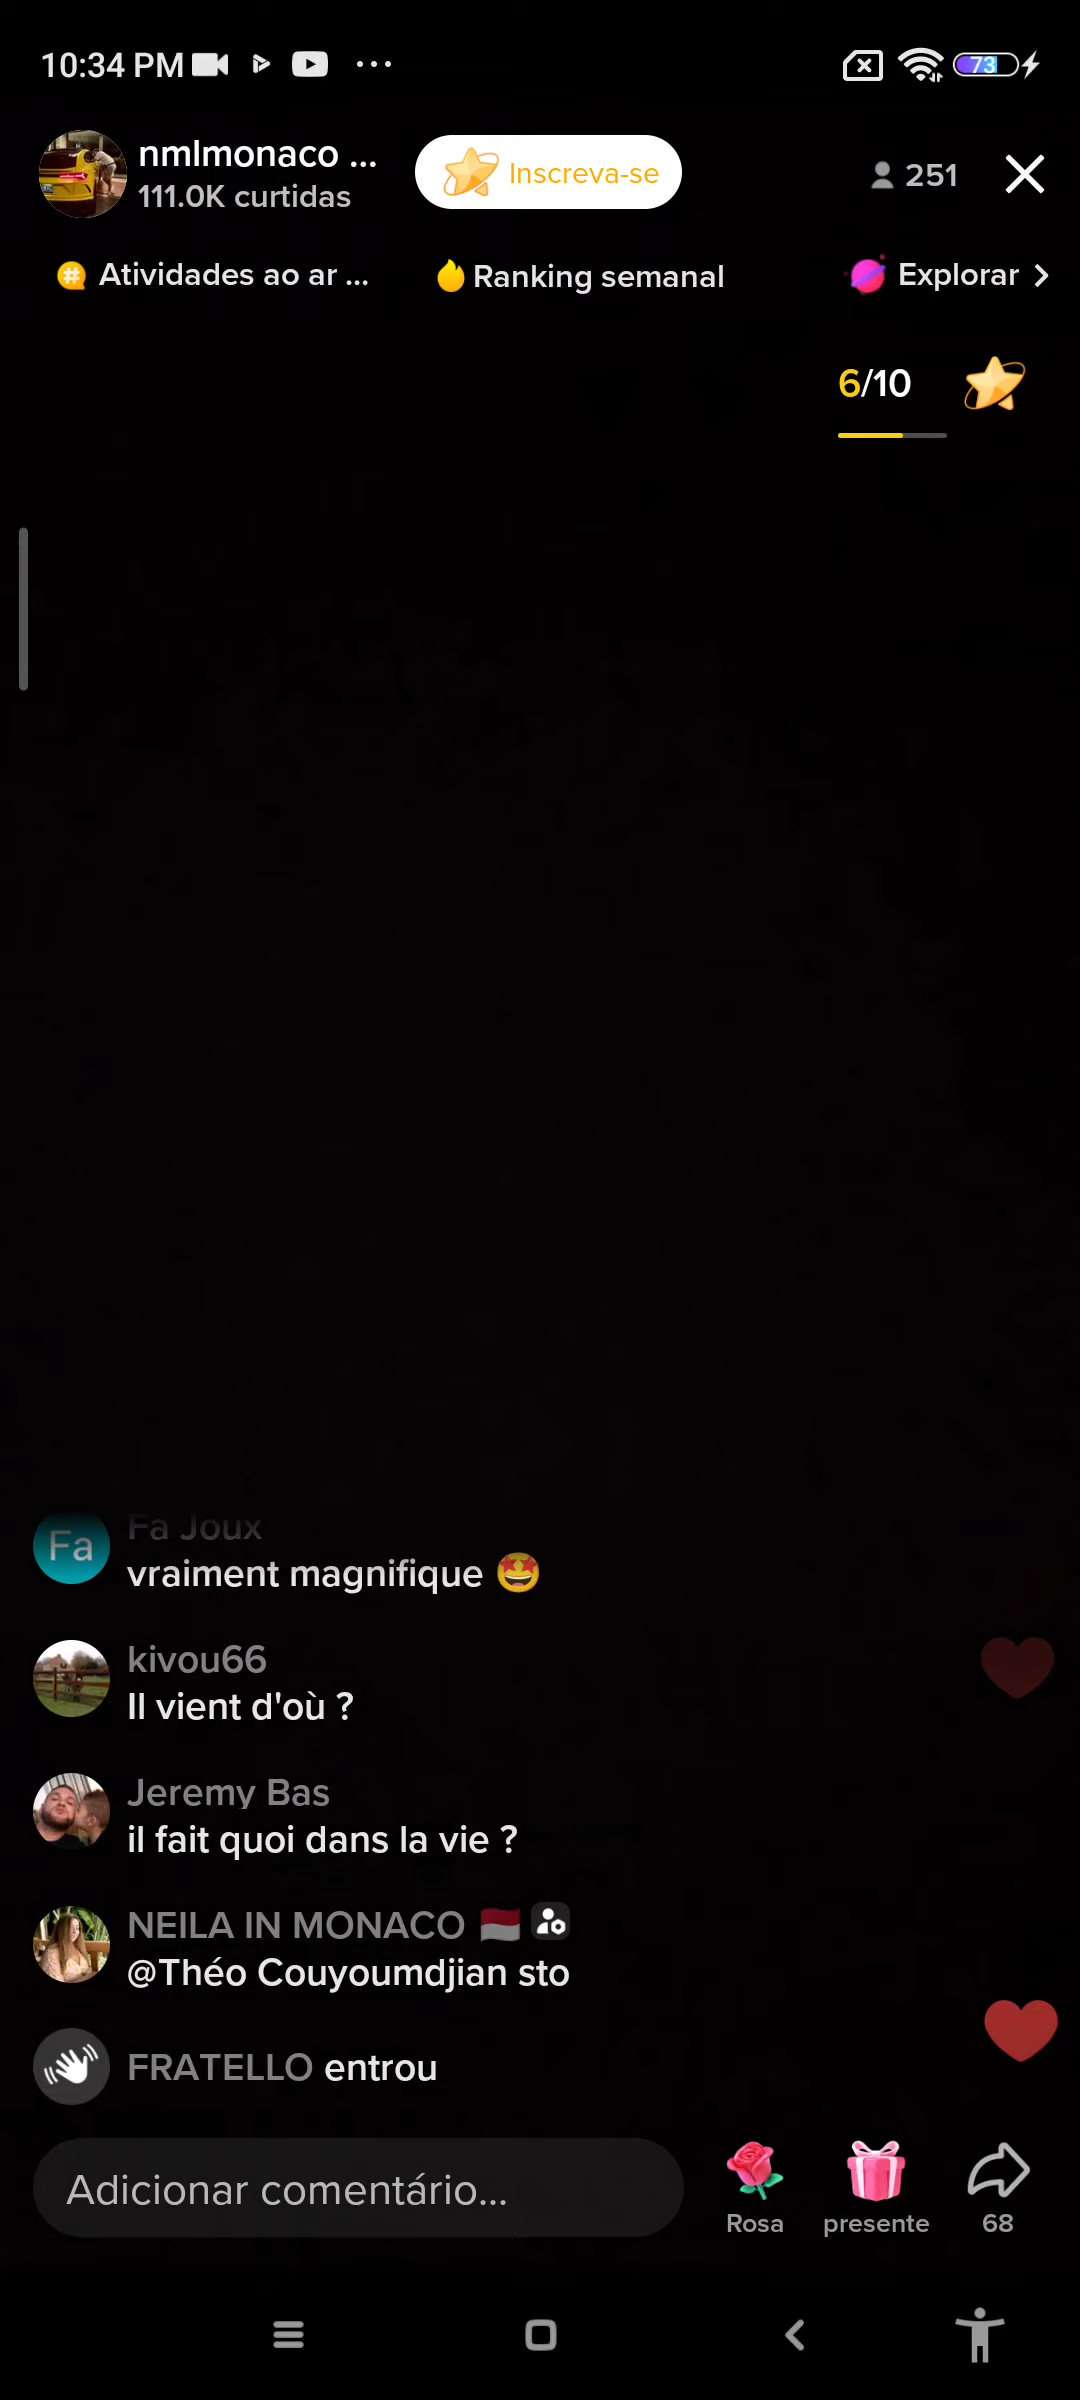 10:34 PM
73
nmlmonaco ...
111.0K curtidas
Inscreva-se
251
Atividades ao ar ...
Ranking semanal
Explorar
6/10
Fa
Fa Joux
vraiment magnifique 🤩
kivou66
Il vient d'où ?
Jeremy Bas
il fait quoi dans la vie ?
NEILA IN MONACO 🇮🇩
@Théo Couyoumdjian sto
FRATELLO entrou
Adicionar comentário...
Rosa
presente
68